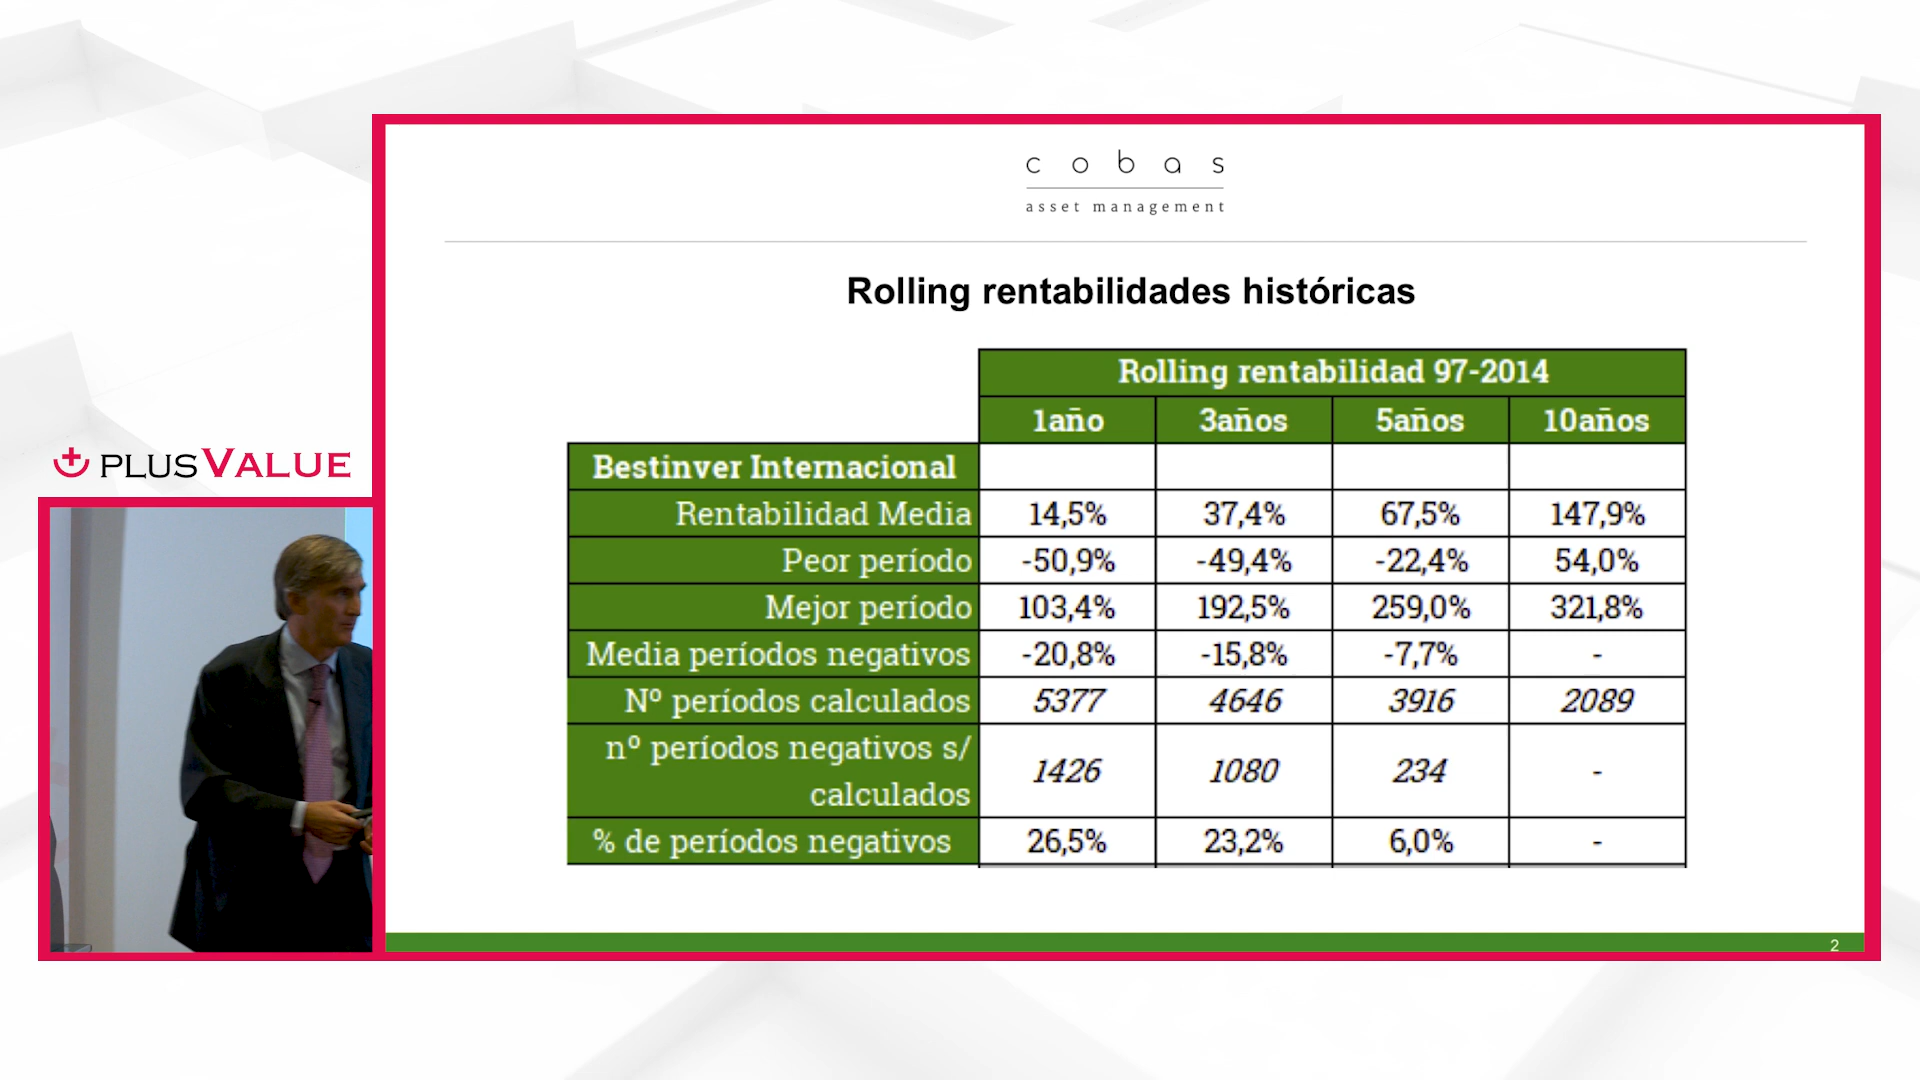 cobas
asset management
Rolling rentabilidades históricas
Rolling rentabilidad 97-2014
1año 3años 5años 10años
Bestinver Internacional
Rentabilidad Media 14,5% 37,4% 67,5% 147,9%
Peor período -50,9% -49,4% -22,4% 54,0%
Mejor período 103,4% 192,5% 259,0% 321,8%
Media períodos negativos -20,8% -15,8% -7,7% -
Nº períodos calculados 5377 4646 3916 2089
nº períodos negativos s/
calculados 1426 1080 234 -
% de períodos negativos 26,5% 23,2% 6,0% -
2
PLUSVALUE